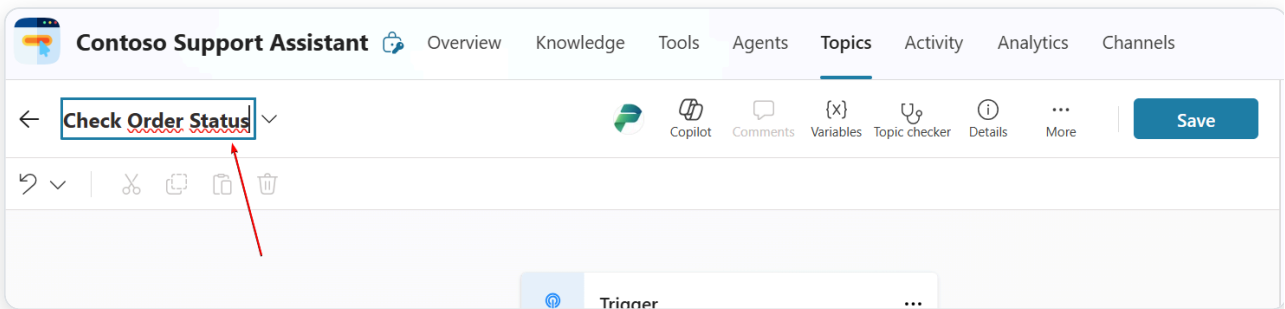 Contoso Support Assistant Overview Knowledge Tools Agents Topics Activity Analytics Channels
Check Order Status
{x}
Copilot Comments Variables Topic checker Details More
Save
Trigger